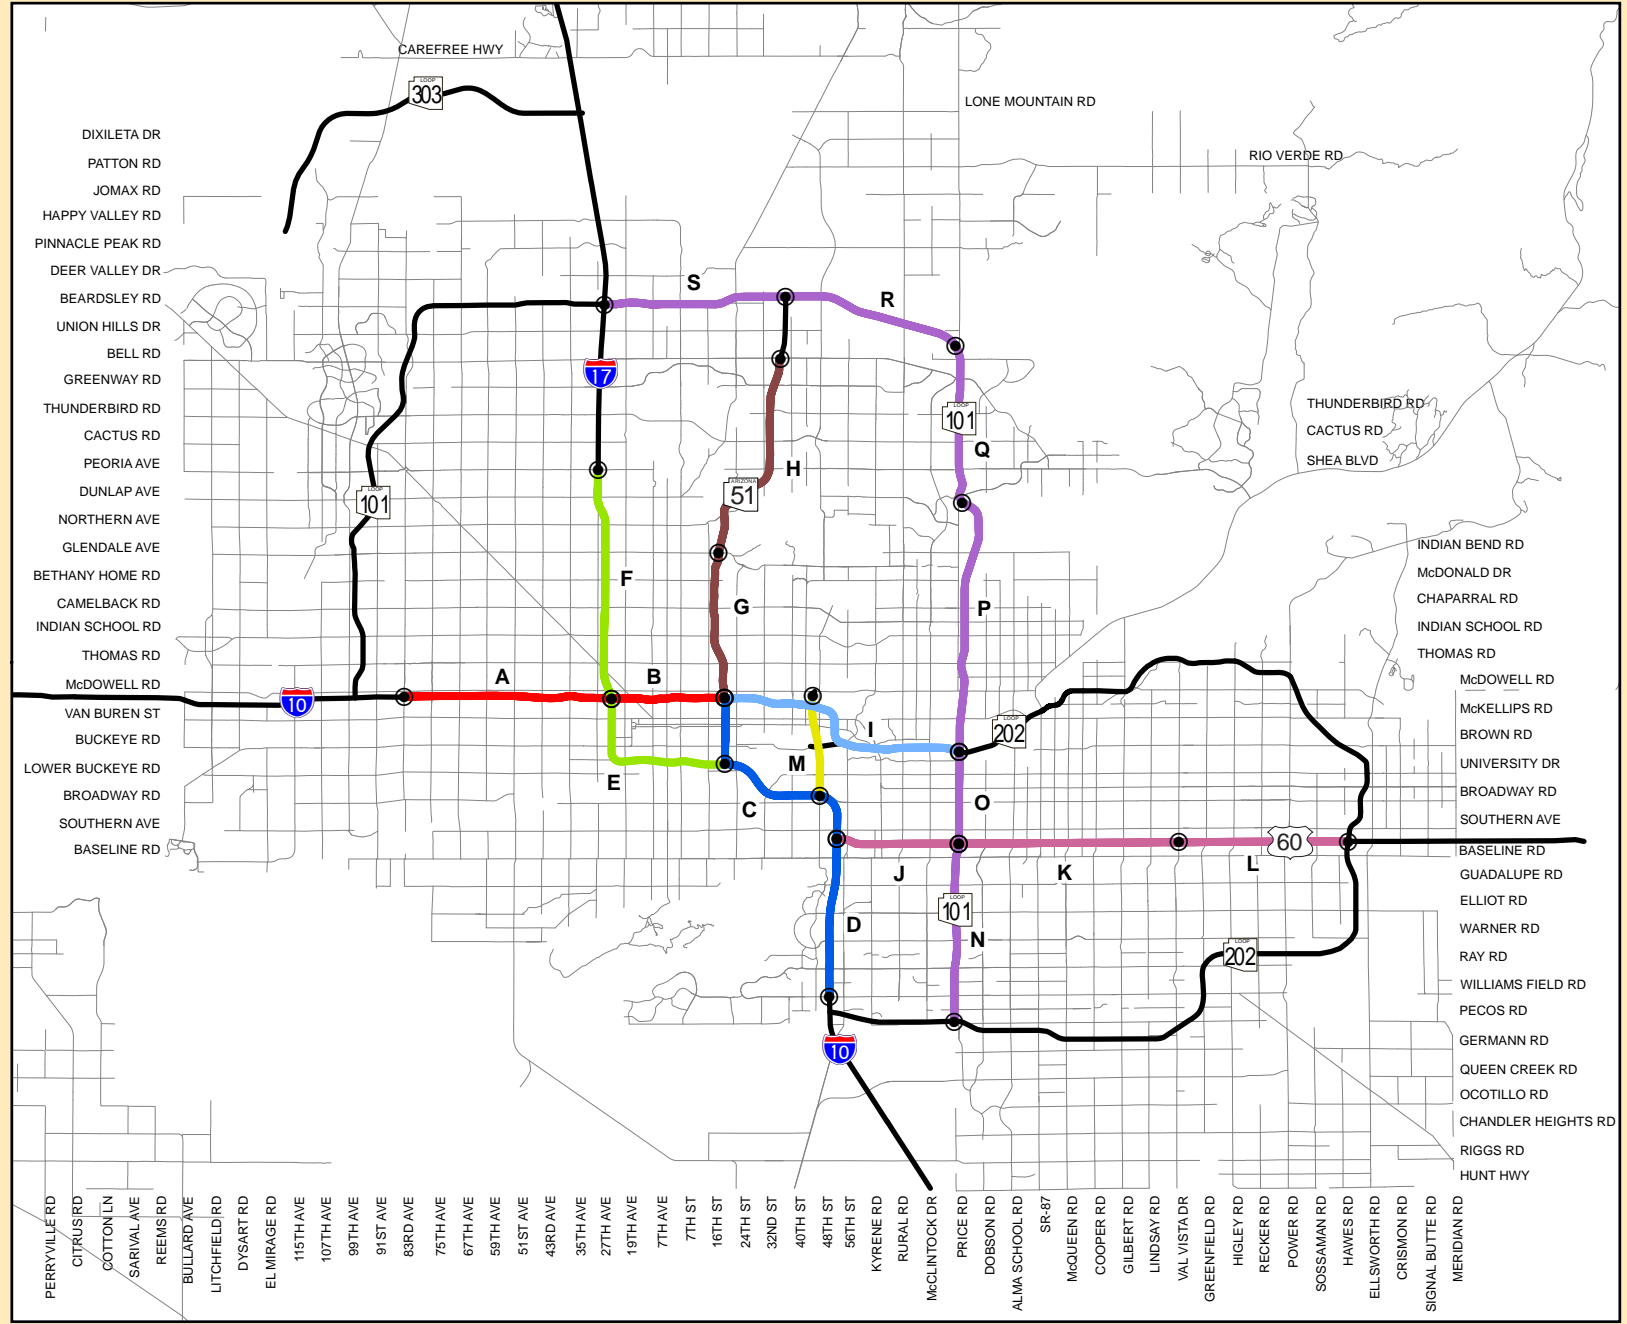 CAREFREE HWY
LOOP
303
LONE MOUNTAIN RD
RIO VERDE RD
DIXILETA DR
PATTON RD
JOMAX RD
HAPPY VALLEY RD
PINNACLE PEAK RD
DEER VALLEY DR
BEARDSLEY RD
UNION HILLS DR
BELL RD
GREENWAY RD
THUNDERBIRD RD
CACTUS RD
PEORIA AVE
DUNLAP AVE
NORTHERN AVE
GLENDALE AVE
BETHANY HOME RD
CAMELBACK RD
INDIAN SCHOOL RD
THOMAS RD
McDOWELL RD
VAN BUREN ST
BUCKEYE RD
LOWER BUCKEYE RD
BROADWAY RD
SOUTHERN AVE
BASELINE RD
S
R
17
LOOP
101
Q
H
ARIZONA
51
LOOP
101
F
G
P
A
B
10
I
LOOP
202
M
E
C
O
J
K
L
60
D
LOOP
101
N
LOOP
202
10
THUNDERBIRD RD
CACTUS RD
SHEA BLVD
INDIAN BEND RD
McDONALD DR
CHAPARRAL RD
INDIAN SCHOOL RD
THOMAS RD
McDOWELL RD
McKELLIPS RD
BROWN RD
UNIVERSITY DR
BROADWAY RD
SOUTHERN AVE
BASELINE RD
GUADALUPE RD
ELLIOT RD
WARNER RD
RAY RD
WILLIAMS FIELD RD
PECOS RD
GERMANN RD
QUEEN CREEK RD
OCOTILLO RD
CHANDLER HEIGHTS RD
RIGGS RD
HUNT HWY
PERRYVILLE RD
CITRUS RD
COTTON LN
SARIVAL AVE
REEMS RD
BULLARD AVE
LITCHFIELD RD
DYSART RD
EL MIRAGE RD
115TH AVE
107TH AVE
99TH AVE
91ST AVE
83RD AVE
75TH AVE
67TH AVE
59TH AVE
51ST AVE
43RD AVE
35TH AVE
27TH AVE
19TH AVE
7TH AVE
7TH ST
16TH ST
24TH ST
32ND ST
40TH ST
48TH ST
56TH ST
KYRENE RD
RURAL RD
McCLINTOCK DR
PRICE RD
DOBSON RD
ALMA SCHOOL RD
SR-87
McQUEEN RD
COOPER RD
GILBERT RD
LINDSAY RD
VAL VISTA DR
GREENFIELD RD
HIGLEY RD
RECKER RD
POWER RD
SOSSAMAN RD
HAWES RD
ELLSWORTH RD
CRISMON RD
SIGNAL BUTTE RD
MERIDIAN RD